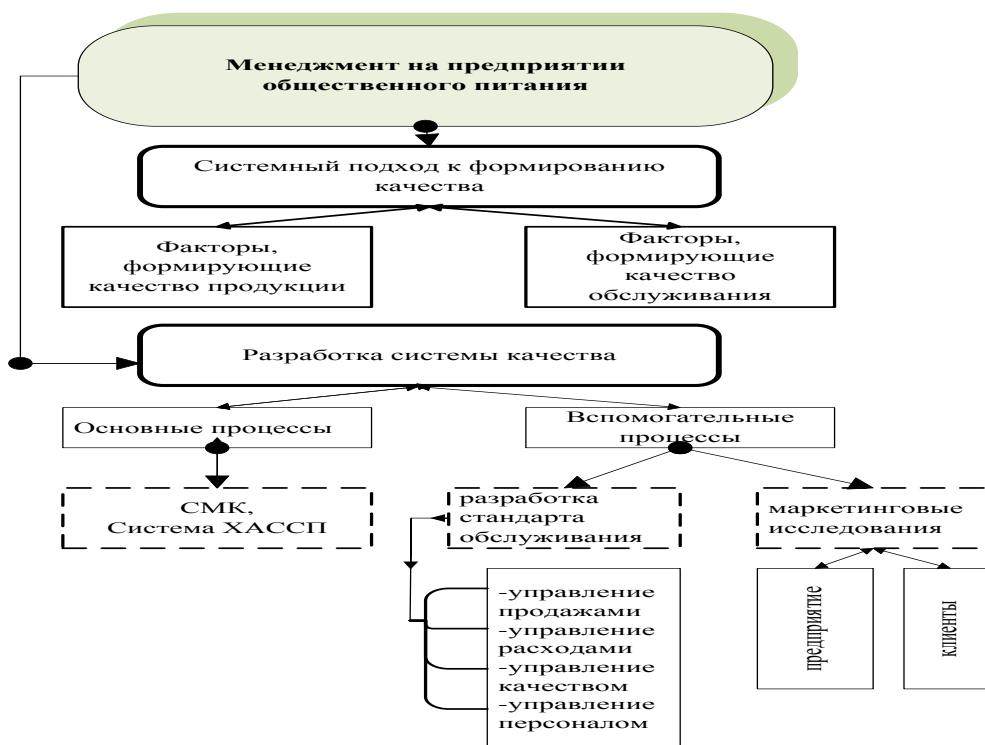 Менеджмент на предприятии
общественного питания
Системный подход к формированию
качества
Факторы,
формирующие
качество продукции
Факторы,
формирующие
качество
обслуживания
Разработка системы качества
Основные процессы
Вспомогательные
процессы
СМК,
Система ХАССП
разработка
стандарта
обслуживания
маркетинговые
исследования
-управление
продажами
-управление
расходами
-управление
качеством
-управление
персоналом
предприятие
клиенты